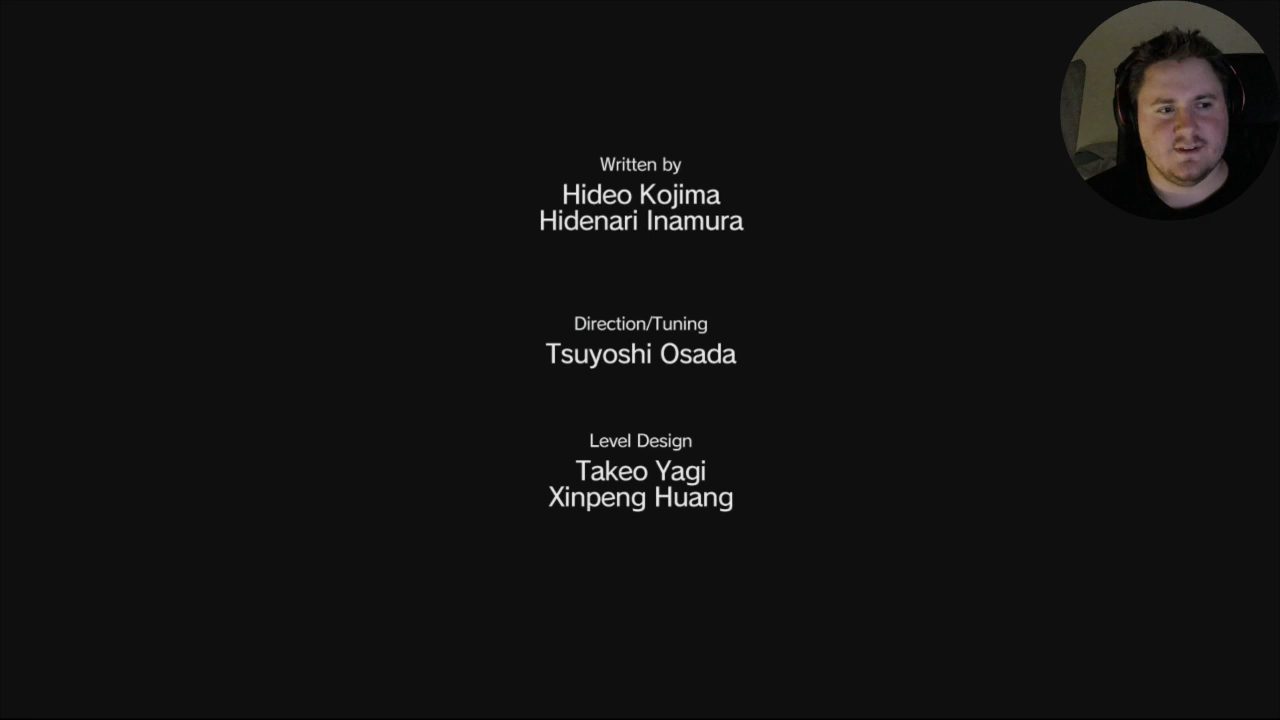 Written by
Hideo Kojima
Hidenari Inamura
Direction/Tuning
Tsuyoshi Osada
Level Design
Takeo Yagi
Xinpeng Huang